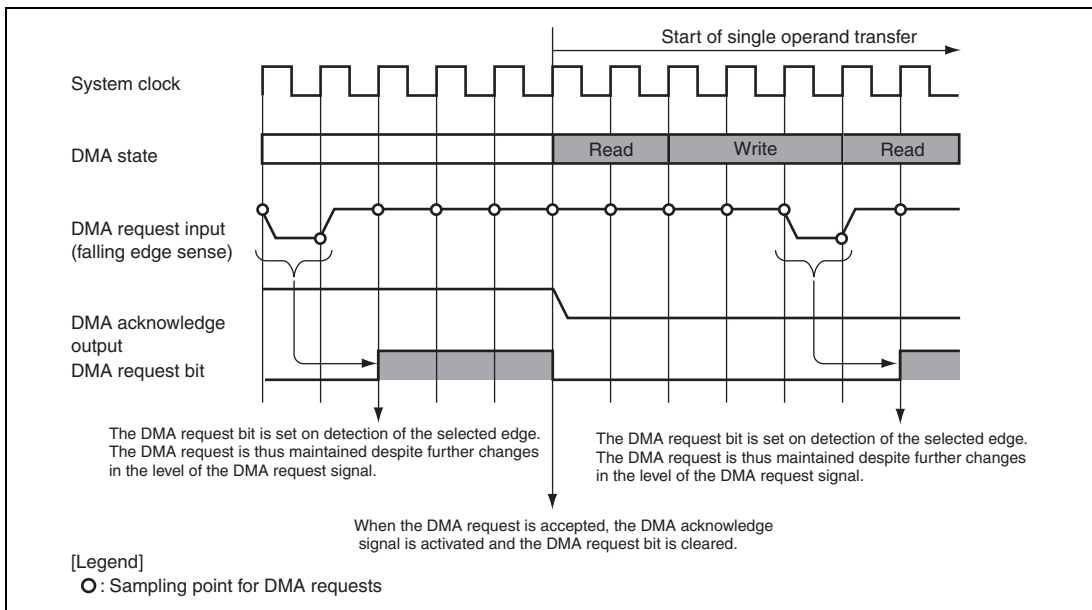 Start of single operand transfer
System clock
DMA state
Read
Write
Read
DMA request input
(falling edge sense)
DMA acknowledge
output
DMA request bit
The DMA request bit is set on detection of the selected edge.
The DMA request is thus maintained despite further changes
in the level of the DMA request signal.
The DMA request bit is set on detection of the selected edge.
The DMA request is thus maintained despite further changes
in the level of the DMA request signal.
When the DMA request is accepted, the DMA acknowledge
signal is activated and the DMA request bit is cleared.
[Legend]
: Sampling point for DMA requests